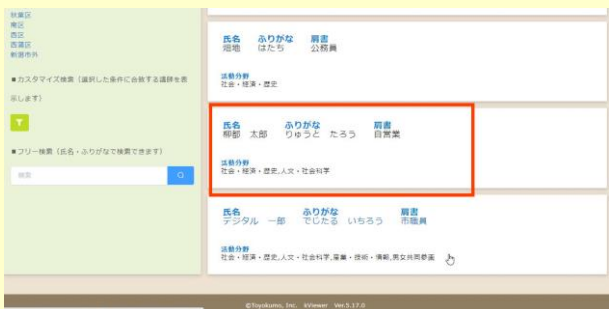 秋葉区
南区
西区
西蒲区
新潟市外
■カスタマイズ検索（選択した条件に合致する遺跡を表
示します）
■フリー検索（氏名・ふりがなで検索できます）
検索
氏名 ふりがな 肩書
畑地 はたち 公務員
活動分野
社会・経済・歴史
氏名 ふりがな 肩書
柳都 太郎 りゅうと たろう 自営業
活動分野
社会・経済・歴史,人文・社会科学
氏名 ふりがな 肩書
デジタル 一郎 でじたる いちろう 市職員
活動分野
社会・経済・歴史,人文・社会科学,産業・技術・情報,男女共同参画
©Toyokumo, Inc. kViewer Ver.5.17.0